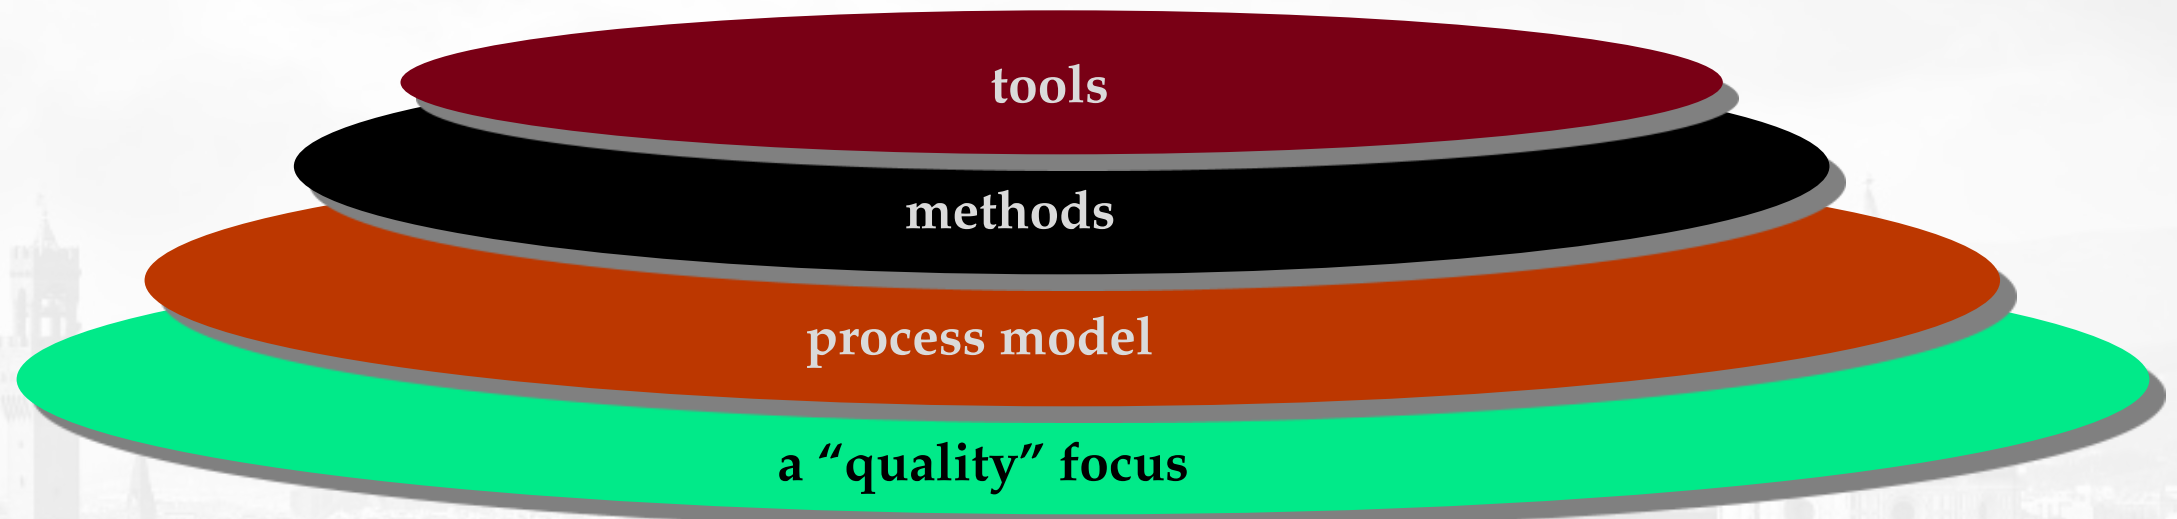 tools
methods
process model
a “quality” focus